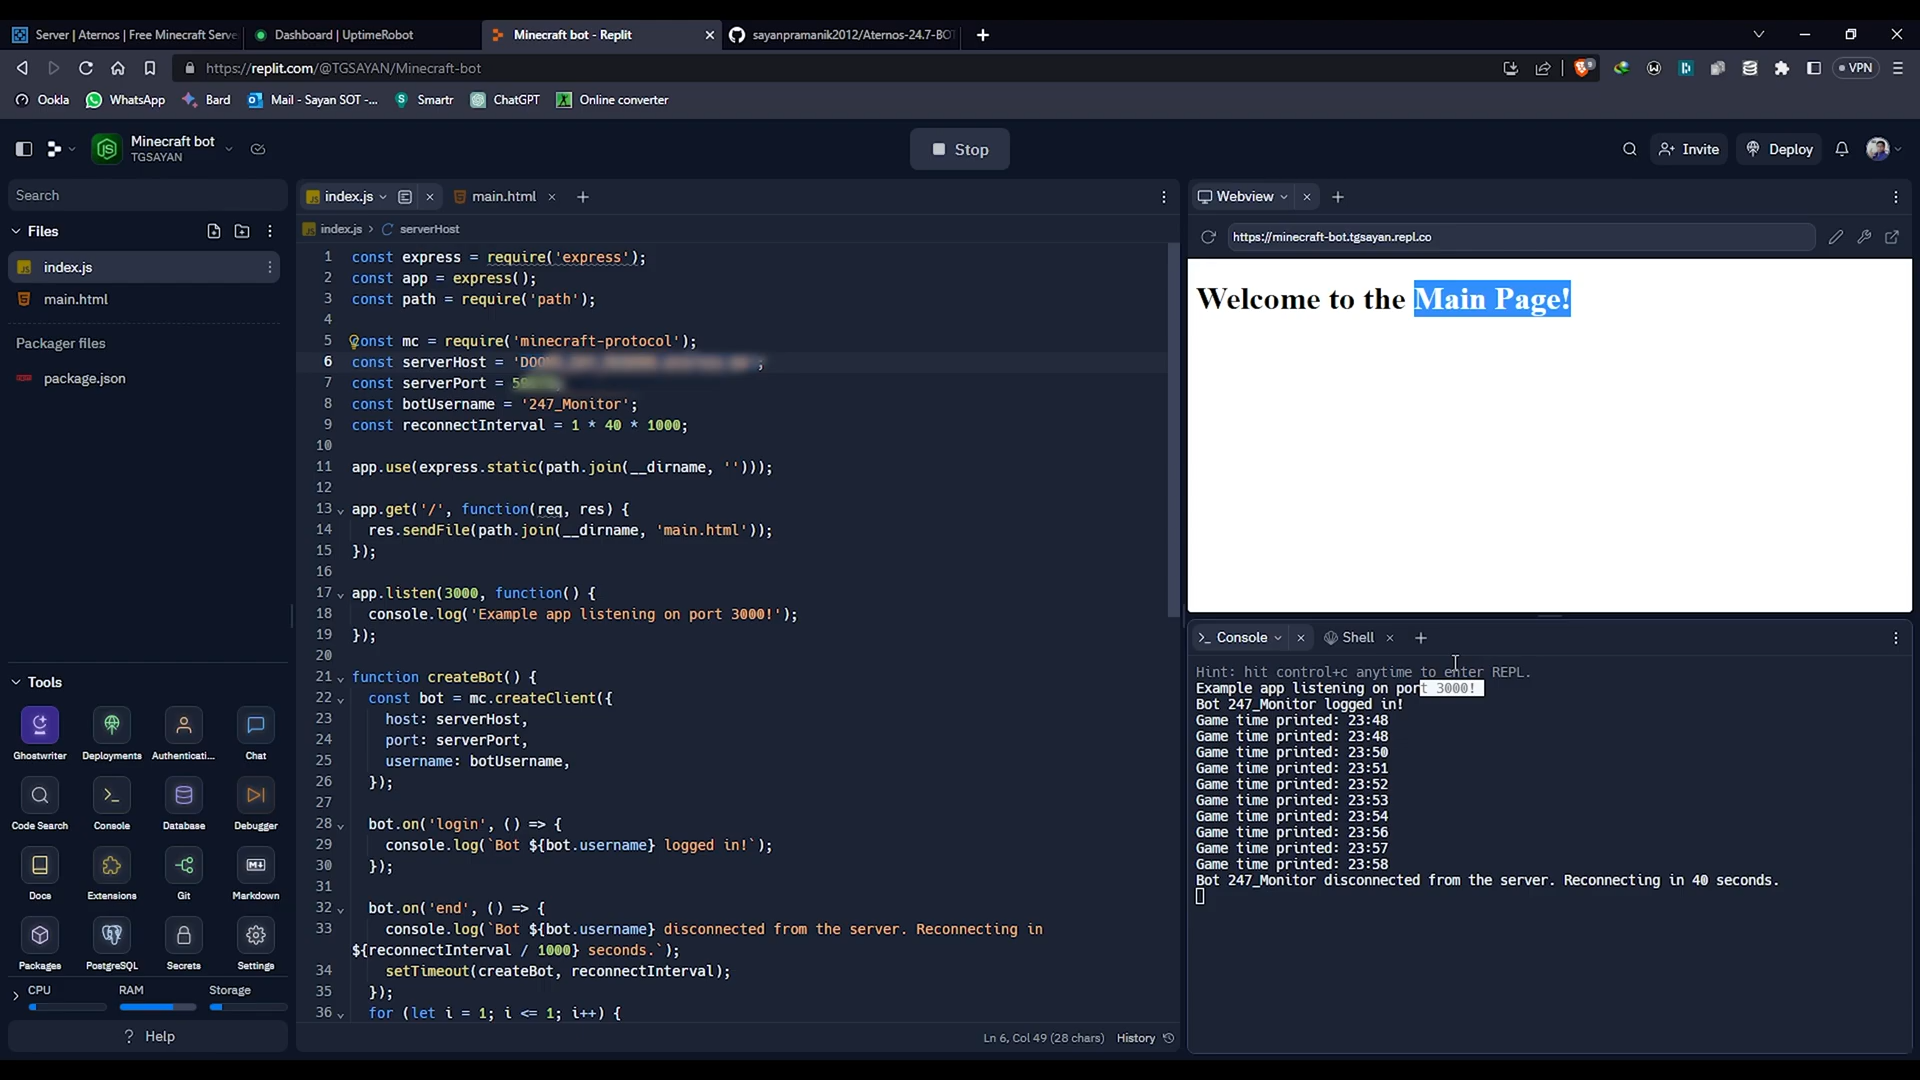 Server | Aternos | Free Minecraft Serve
Dashboard | UptimeRobot
Minecraft bot - Replit
sayanpramanik2012/Aternos-24.7-BOT
https://replit.com/@TGSAYAN/Minecraft-bot
9
VPN
Ookla
WhatsApp
Bard
Mail - Sayan SOT -...
Smartr
ChatGPT
Online converter
Minecraft bot
TGSAYAN
Stop
Invite
Deploy
Search
Files
index.js
main.html
Packager files
package.json
Tools
Ghostwriter
Deployments
Authenticati...
Chat
Code Search
Console
Database
Debugger
Docs
Extensions
Git
Markdown
Packages
PostgreSQL
Secrets
Settings
CPU
RAM
Storage
? Help
index.js
main.html
index.js > serverHost
1 const express = require('express');
2 const app = express();
3 const path = require('path');
4
5 const mc = require('minecraft-protocol');
6 const serverHost = 'DOO ;
7 const serverPort = 5
8 const botUsername = '247_Monitor';
9 const reconnectInterval = 1 * 40 * 1000;
10
11 app.use(express.static(path.join(__dirname, '')));
12
13 app.get('/', function(req, res) {
14 res.sendFile(path.join(__dirname, 'main.html'));
15 });
16
17 app.listen(3000, function() {
18 console.log('Example app listening on port 3000!');
19 });
20
21 function createBot() {
22 const bot = mc.createClient({
23 host: serverHost,
24 port: serverPort,
25 username: botUsername,
26 });
27
28 bot.on('login', () => {
29 console.log(`Bot ${bot.username} logged in!`);
30 });
31
32 bot.on('end', () => {
33 console.log(`Bot ${bot.username} disconnected from the server. Reconnecting in
${reconnectInterval / 1000} seconds.`);
34 setTimeout(createBot, reconnectInterval);
35 });
36 for (let i = 1; i <= 1; i++) {
Ln 6, Col 49 (28 chars) History
Webview
https://minecraft-bot.tgsayan.repl.co
Welcome to the Main Page!
Console
Shell
Hint: hit control+c anytime to enter REPL.
Example app listening on port 3000!
Bot 247_Monitor logged in!
Game time printed: 23:48
Game time printed: 23:48
Game time printed: 23:50
Game time printed: 23:51
Game time printed: 23:52
Game time printed: 23:53
Game time printed: 23:54
Game time printed: 23:56
Game time printed: 23:57
Game time printed: 23:58
Bot 247_Monitor disconnected from the server. Reconnecting in 40 seconds.